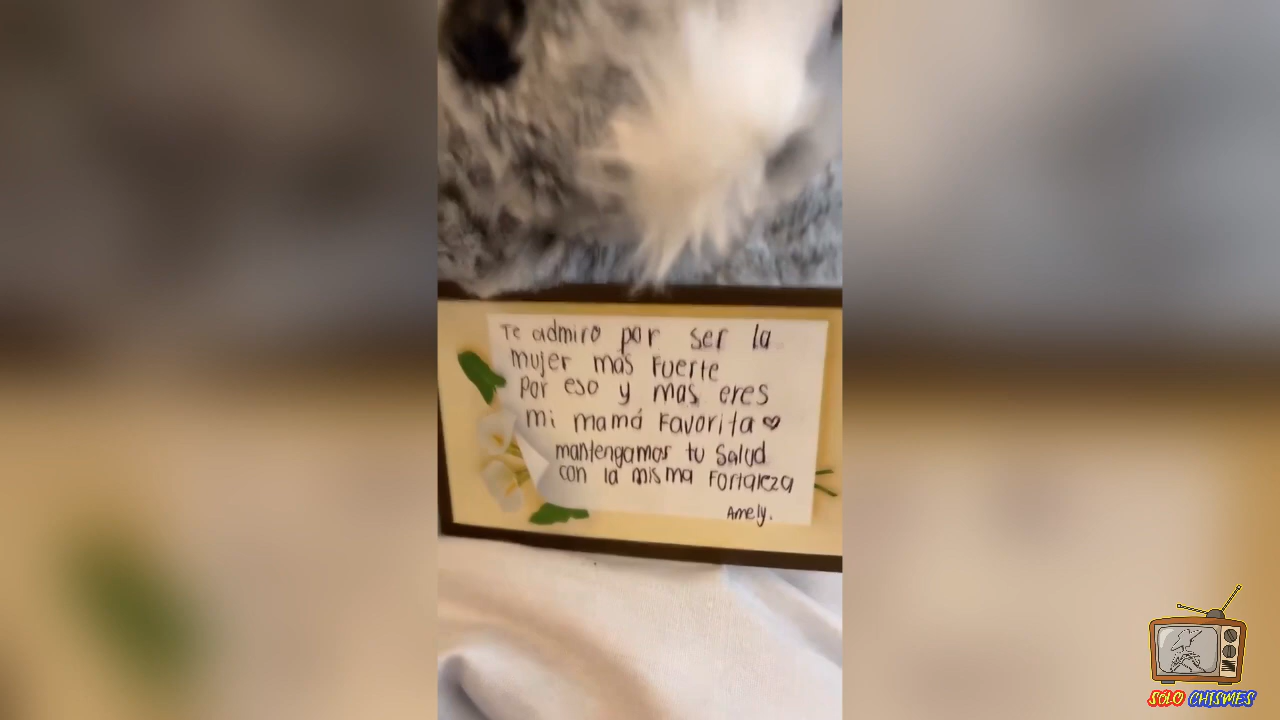 Te admiro por ser la
mujer mas Fuerte
Por eso y mas eres
mi mamá Favorita♥
mantengamos tu Salud
con la misma Fortaleza
Amely.
SÓLO CHISMES